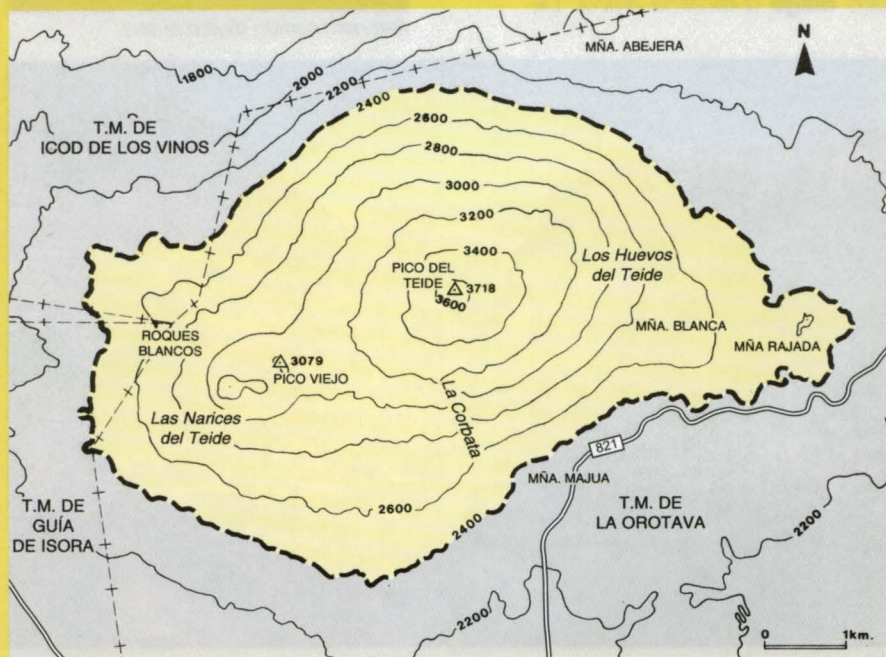 MÑA. ABEJERA
N
1800
2000
2200
2400
T.M. DE
ICOD DE LOS VINOS
2600
2800
3000
3200
3400
PICO DEL
TEIDE
3718
3600
Los Huevos
del Teide
MÑA. BLANCA
MÑA RAJADA
ROQUES
BLANCOS
3079
PICO VIEJO
La Corbata
Las Narices
del Teide
821
MÑA. MAJUA
T.M. DE
LA OROTAVA
2600
2400
T.M. DE
GUÍA
DE ISORA
2200
2200
0 1km.